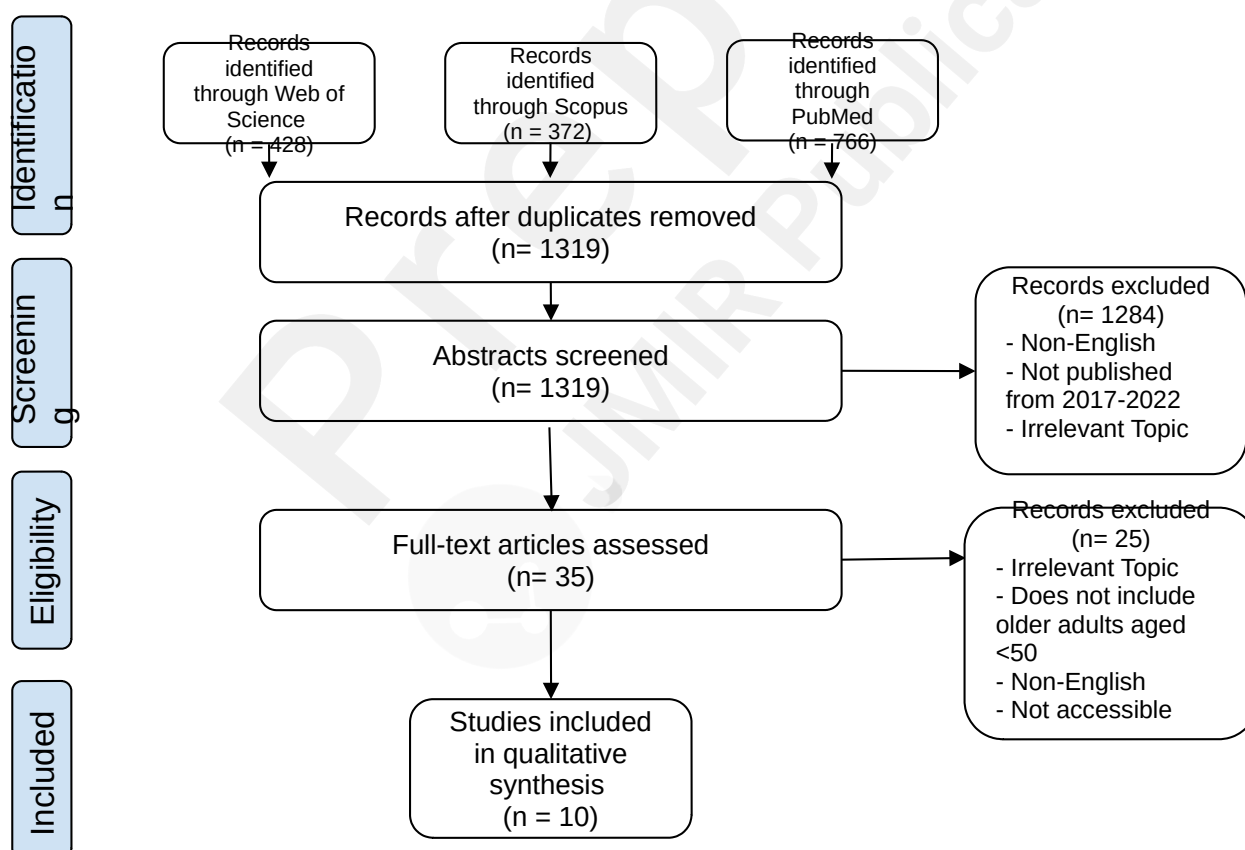 Identificatio
n
Records
identified
through Web of
Science
(n = 428)
Records
identified
through Scopus
(n = 372)
Records
identified
through
PubMed
(n = 766)
Records after duplicates removed
(n= 1319)
Screenin
g
Abstracts screened
(n= 1319)
Records excluded
(n= 1284)
- Non-English
- Not published
from 2017-2022
- Irrelevant Topic
Eligibility
Full-text articles assessed
(n= 35)
Records excluded
(n= 25)
- Irrelevant Topic
- Does not include
older adults aged
<50
- Non-English
- Not accessible
Included
Studies included
in qualitative
synthesis
(n = 10)
Prep
JMIR Public